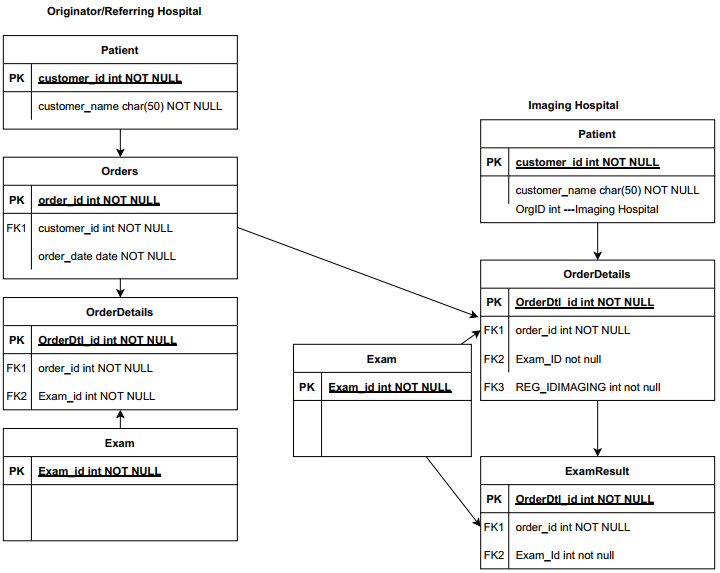 Originator/Referring Hospital
Patient
PK customer_id int NOT NULL
customer_name char(50) NOT NULL
Orders
PK order_id int NOT NULL
FK1 customer_id int NOT NULL
order_date date NOT NULL
OrderDetails
PK OrderDtl_id int NOT NULL
FK1 order_id int NOT NULL
FK2 Exam_id int NOT NULL
Exam
PK Exam_id int NOT NULL
Exam
PK Exam_id int NOT NULL
Imaging Hospital
Patient
PK customer_id int NOT NULL
customer_name char(50) NOT NULL
OrgID int ---Imaging Hospital
OrderDetails
PK OrderDtl_id int NOT NULL
FK1 order_id int NOT NULL
FK2 Exam_ID not null
FK3 REG_IDIMAGING int not null
ExamResult
PK OrderDtl_id int NOT NULL
FK1 order_id int NOT NULL
FK2 Exam_Id int not null